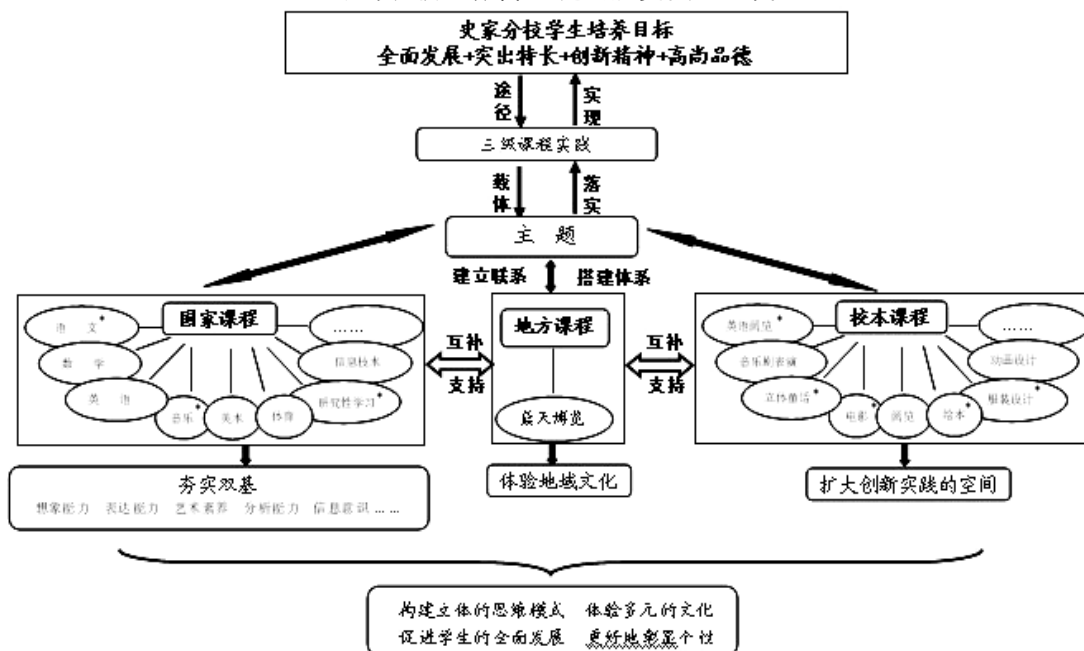 史家分校学生培养目标
全面发展+突出特长+创新精神+高尚品德
途径
实现
三级课程实践
载体
落实
主 题
建立联系
搭建体系
国家课程
语 文*
数 学
英 语
音乐*
美术
体育
研究性学习*
信息技术
……
互补
支持
地方课程
互补
支持
校本课程
英语阅览*
音乐剧表演
立体童话*
电影*
阅览
绘本*
服装设计
动画设计
……
博览
夯实双基
想象能力 表达能力 艺术素养 分析能力 信息意识 ……
体验地域文化
扩大创新实践的空间
构建立体的思维模式 体验多元的文化
促进学生的全面发展 更好地彰显个性